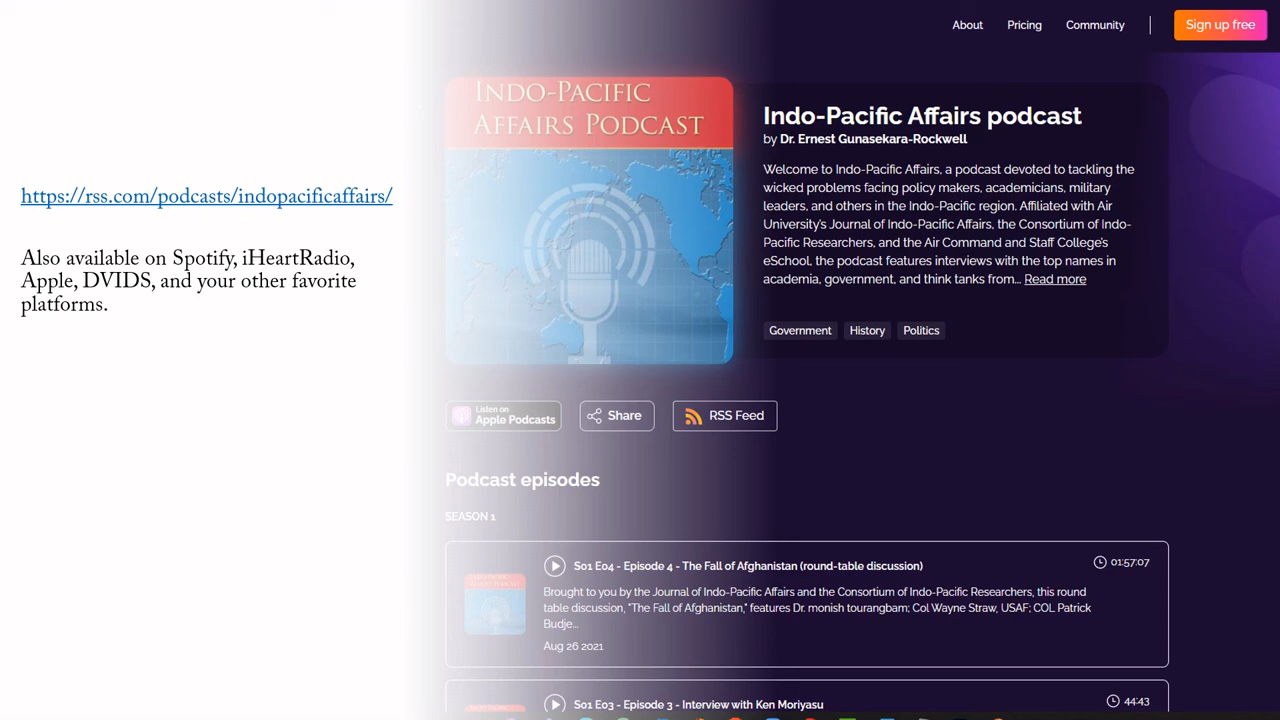 About Pricing Community Sign up free
INDO-PACIFIC
AFFAIRS PODCAST
Indo-Pacific Affairs podcast
by Dr. Ernest Gunasekara-Rockwell
Welcome to Indo-Pacific Affairs, a podcast devoted to tackling the
wicked problems facing policy makers, academicians, military
leaders, and others in the Indo-Pacific region. Affiliated with Air
University's Journal of Indo-Pacific Affairs, the Consortium of Indo-
Pacific Researchers, and the Air Command and Staff College's
eSchool, the podcast features interviews with the top names in
academia, government, and think tanks from... Read more
Government History Politics
https://rss.com/podcasts/indopacificaffairs/
Also available on Spotify, iHeartRadio,
Apple, DVIDS, and your other favorite
platforms.
Listen on
Apple Podcasts
Share
RSS Feed
Podcast episodes
SEASON 1
S01 E04 - Episode 4 - The Fall of Afghanistan (round-table discussion)
01:57:07
Brought to you by the Journal of Indo-Pacific Affairs and the Consortium of Indo-Pacific Researchers, this round
table discussion, "The Fall of Afghanistan," features Dr. monish tourangbam; Col Wayne Straw, USAF; COL Patrick
Budje...
Aug 26 2021
S01 E03 - Episode 3 - Interview with Ken Moriyasu
44:43